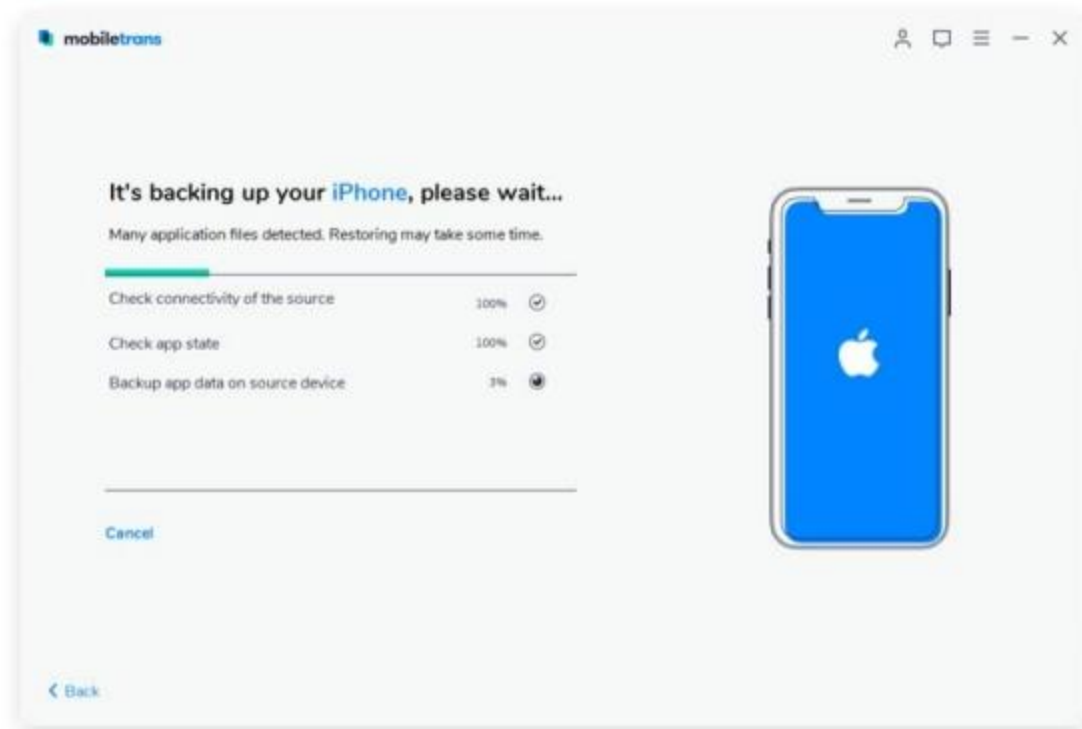 mobiletrans
It's backing up your iPhone, please wait...
Many application files detected. Restoring may take some time.
Check connectivity of the source 100%
Check app state 100%
Backup app data on source device 3%
Cancel
Back